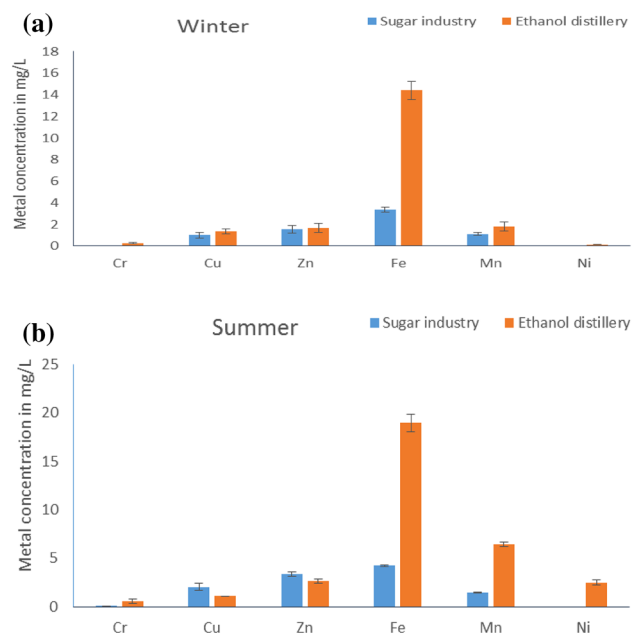 (a)
Winter
Sugar industry
Ethanol distillery
Metal concentration in mg/L
18
16
14
12
10
8
6
4
2
0
Cr Cu Zn Fe Mn Ni
(b)
Summer
Sugar industry
Ethanol distillery
Metal concentration in mg/L
25
20
15
10
5
0
Cr Cu Zn Fe Mn Ni